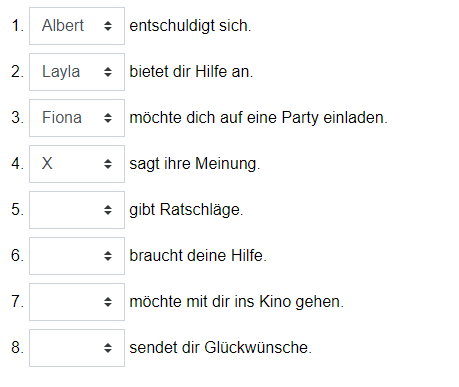 1. Albert entschuldigt sich.
2. Layla bietet dir Hilfe an.
3. Fiona möchte dich auf eine Party einladen.
4. X sagt ihre Meinung.
5. gibt Ratschläge.
6. braucht deine Hilfe.
7. möchte mit dir ins Kino gehen.
8. sendet dir Glückwünsche.